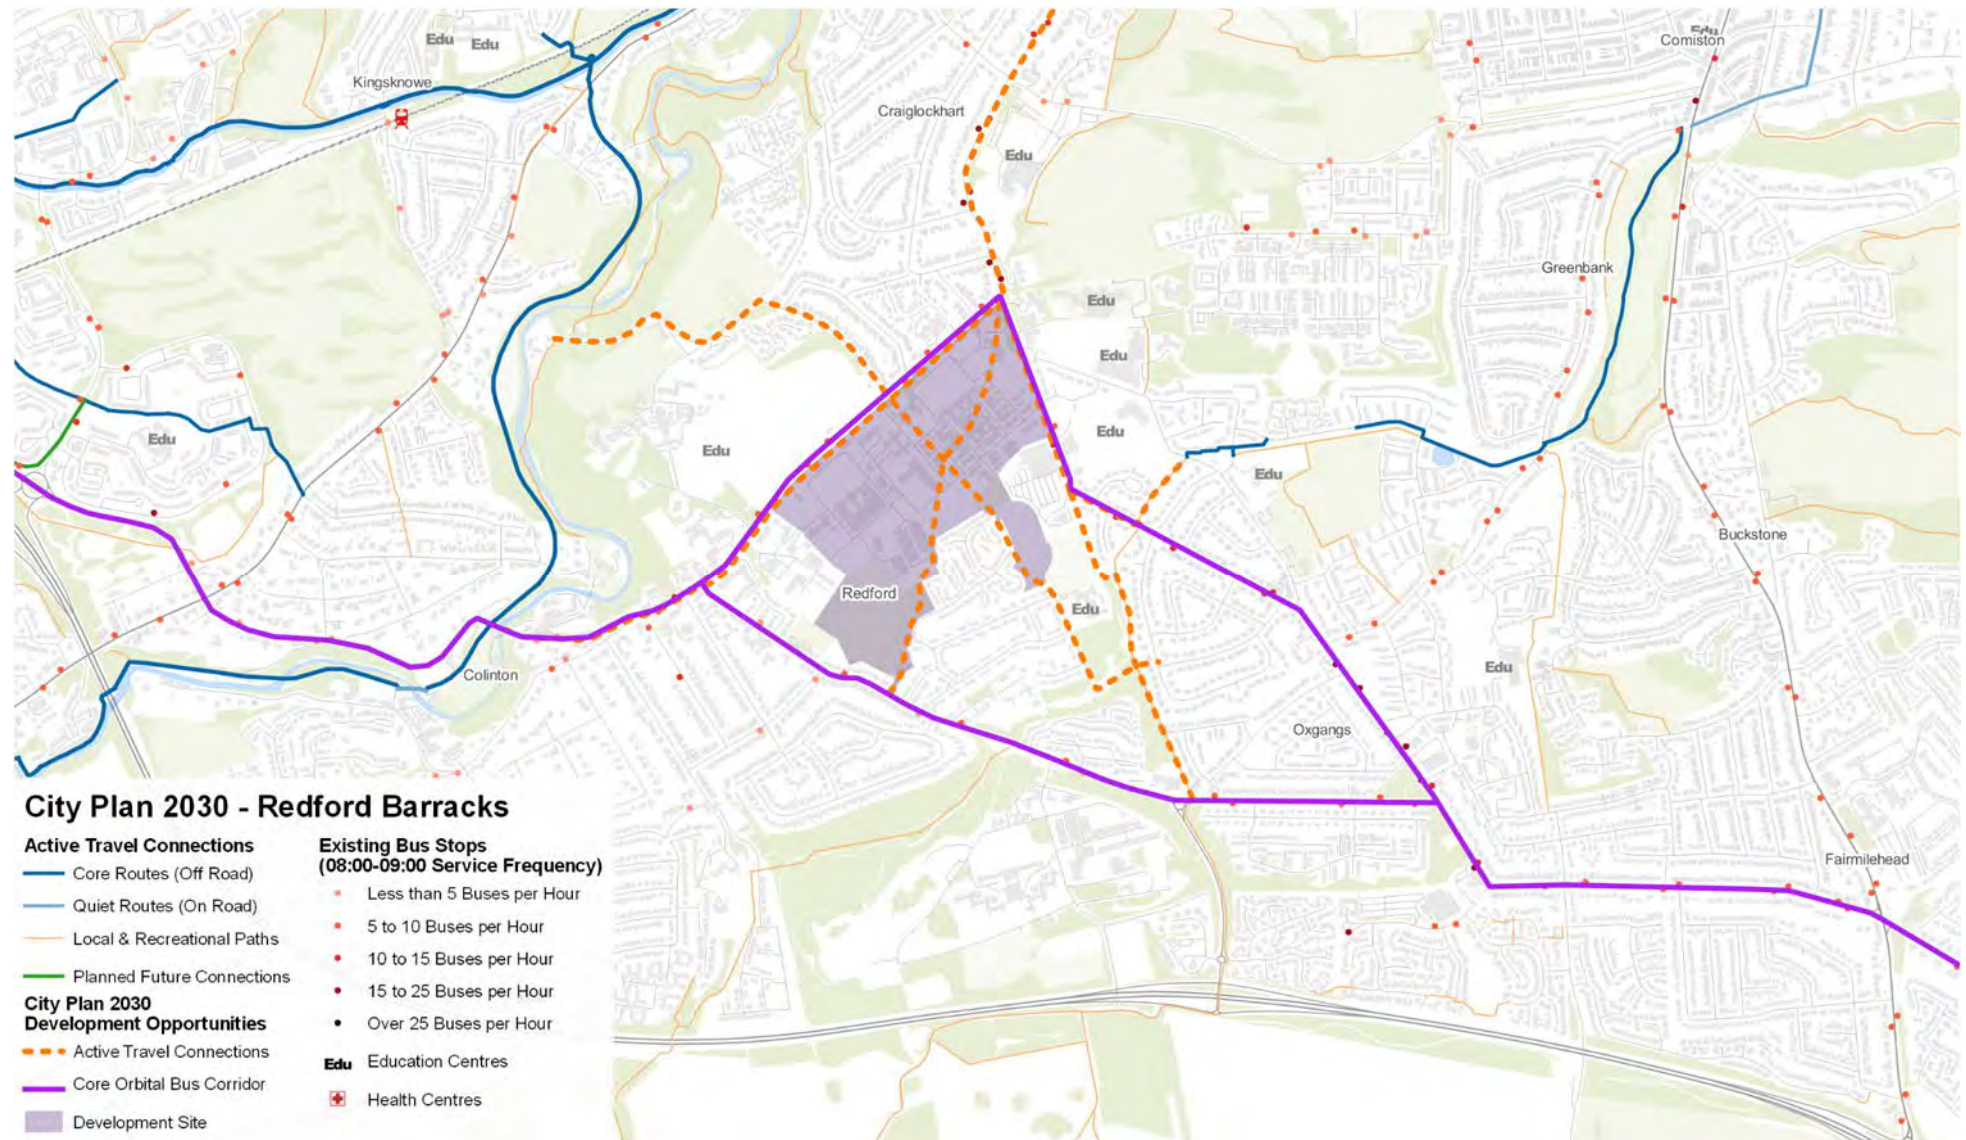 Edu
Edu
Edu
Comiston
Kingsknowe
Craiglockhart
Edu
Greenbank
Edu
Edu
Edu
Edu
Edu
Edu
Buckstone
Redford
Edu
Edu
Colinton
Oxgangs
Fairmilehead
City Plan 2030 - Redford Barracks
Active Travel Connections
Core Routes (Off Road)
Quiet Routes (On Road)
Local & Recreational Paths
Planned Future Connections
City Plan 2030
Development Opportunities
Active Travel Connections
Core Orbital Bus Corridor
Development Site
Existing Bus Stops
(08:00-09:00 Service Frequency)
Less than 5 Buses per Hour
5 to 10 Buses per Hour
10 to 15 Buses per Hour
15 to 25 Buses per Hour
Over 25 Buses per Hour
Edu Education Centres
Health Centres